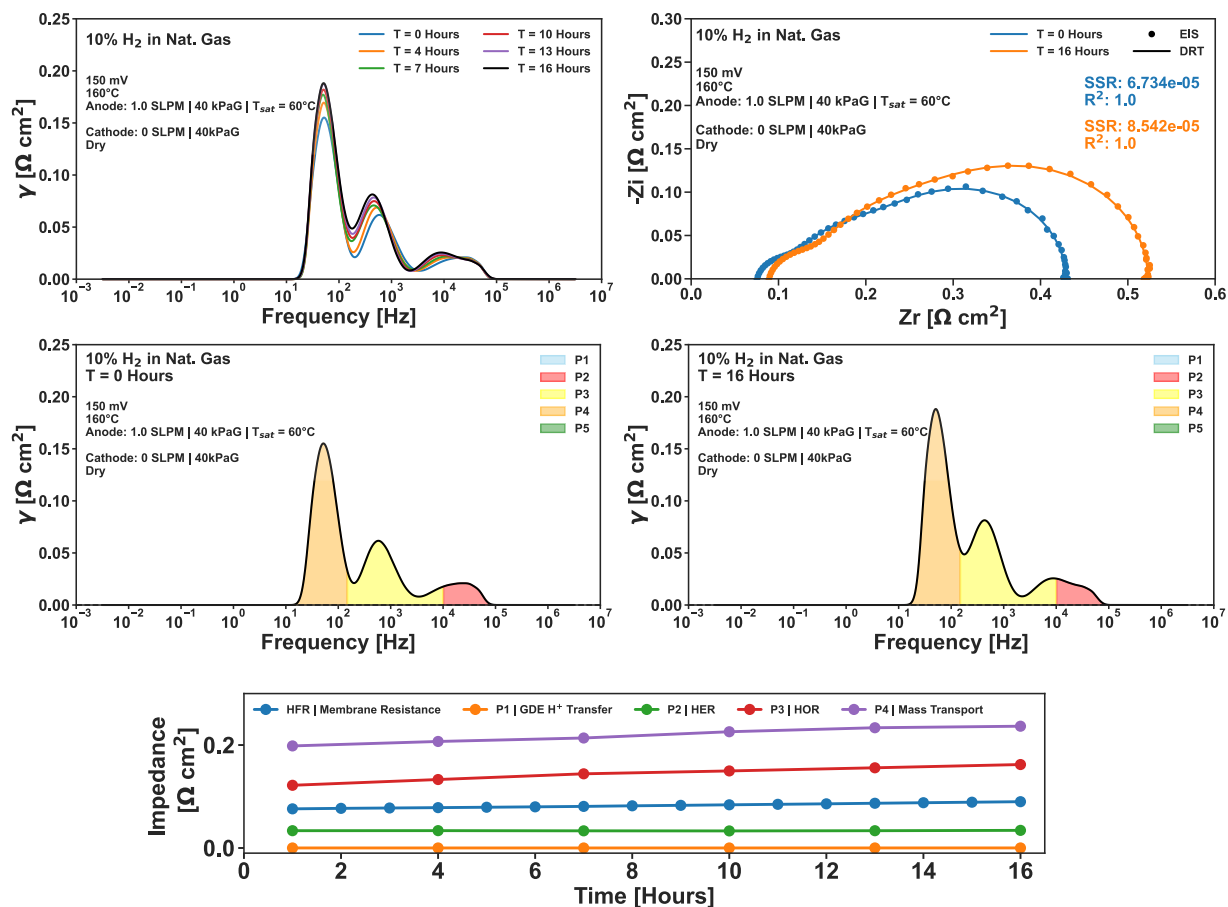 10% H2 in Nat. Gas
T = 0 Hours
T = 4 Hours
T = 7 Hours
T = 10 Hours
T = 13 Hours
T = 16 Hours
150 mV
160°C
Anode: 1.0 SLPM | 40 kPaG | Tsat = 60°C
Cathode: 0 SLPM | 40kPaG
Dry
γ [Ω cm²]
0.25
0.20
0.15
0.10
0.05
0.00
10⁻³ 10⁻² 10⁻¹ 10⁰ 10¹ 10² 10³ 10⁴ 10⁵ 10⁶ 10⁷
Frequency [Hz]
10% H2 in Nat. Gas
T = 0 Hours
T = 16 Hours
EIS
DRT
150 mV
160°C
Anode: 1.0 SLPM | 40 kPaG | Tsat = 60°C
Cathode: 0 SLPM | 40kPaG
Dry
SSR: 6.734e-05
R²: 1.0
SSR: 8.542e-05
R²: 1.0
-Zi [Ω cm²]
0.30
0.25
0.20
0.15
0.10
0.05
0.00
0.0 0.1 0.2 0.3 0.4 0.5 0.6
Zr [Ω cm²]
10% H2 in Nat. Gas
T = 0 Hours
150 mV
160°C
Anode: 1.0 SLPM | 40 kPaG | Tsat = 60°C
Cathode: 0 SLPM | 40kPaG
Dry
P1
P2
P3
P4
P5
γ [Ω cm²]
0.25
0.20
0.15
0.10
0.05
0.00
10⁻³ 10⁻² 10⁻¹ 10⁰ 10¹ 10² 10³ 10⁴ 10⁵ 10⁶ 10⁷
Frequency [Hz]
10% H2 in Nat. Gas
T = 16 Hours
150 mV
160°C
Anode: 1.0 SLPM | 40 kPaG | Tsat = 60°C
Cathode: 0 SLPM | 40kPaG
Dry
P1
P2
P3
P4
P5
γ [Ω cm²]
0.25
0.20
0.15
0.10
0.05
0.00
10⁻³ 10⁻² 10⁻¹ 10⁰ 10¹ 10² 10³ 10⁴ 10⁵ 10⁶ 10⁷
Frequency [Hz]
HFR | Membrane Resistance
P1 | GDE H⁺ Transfer
P2 | HER
P3 | HOR
P4 | Mass Transport
Impedance
[Ω cm²]
0.2
0.0
0 2 4 6 8 10 12 14 16
Time [Hours]